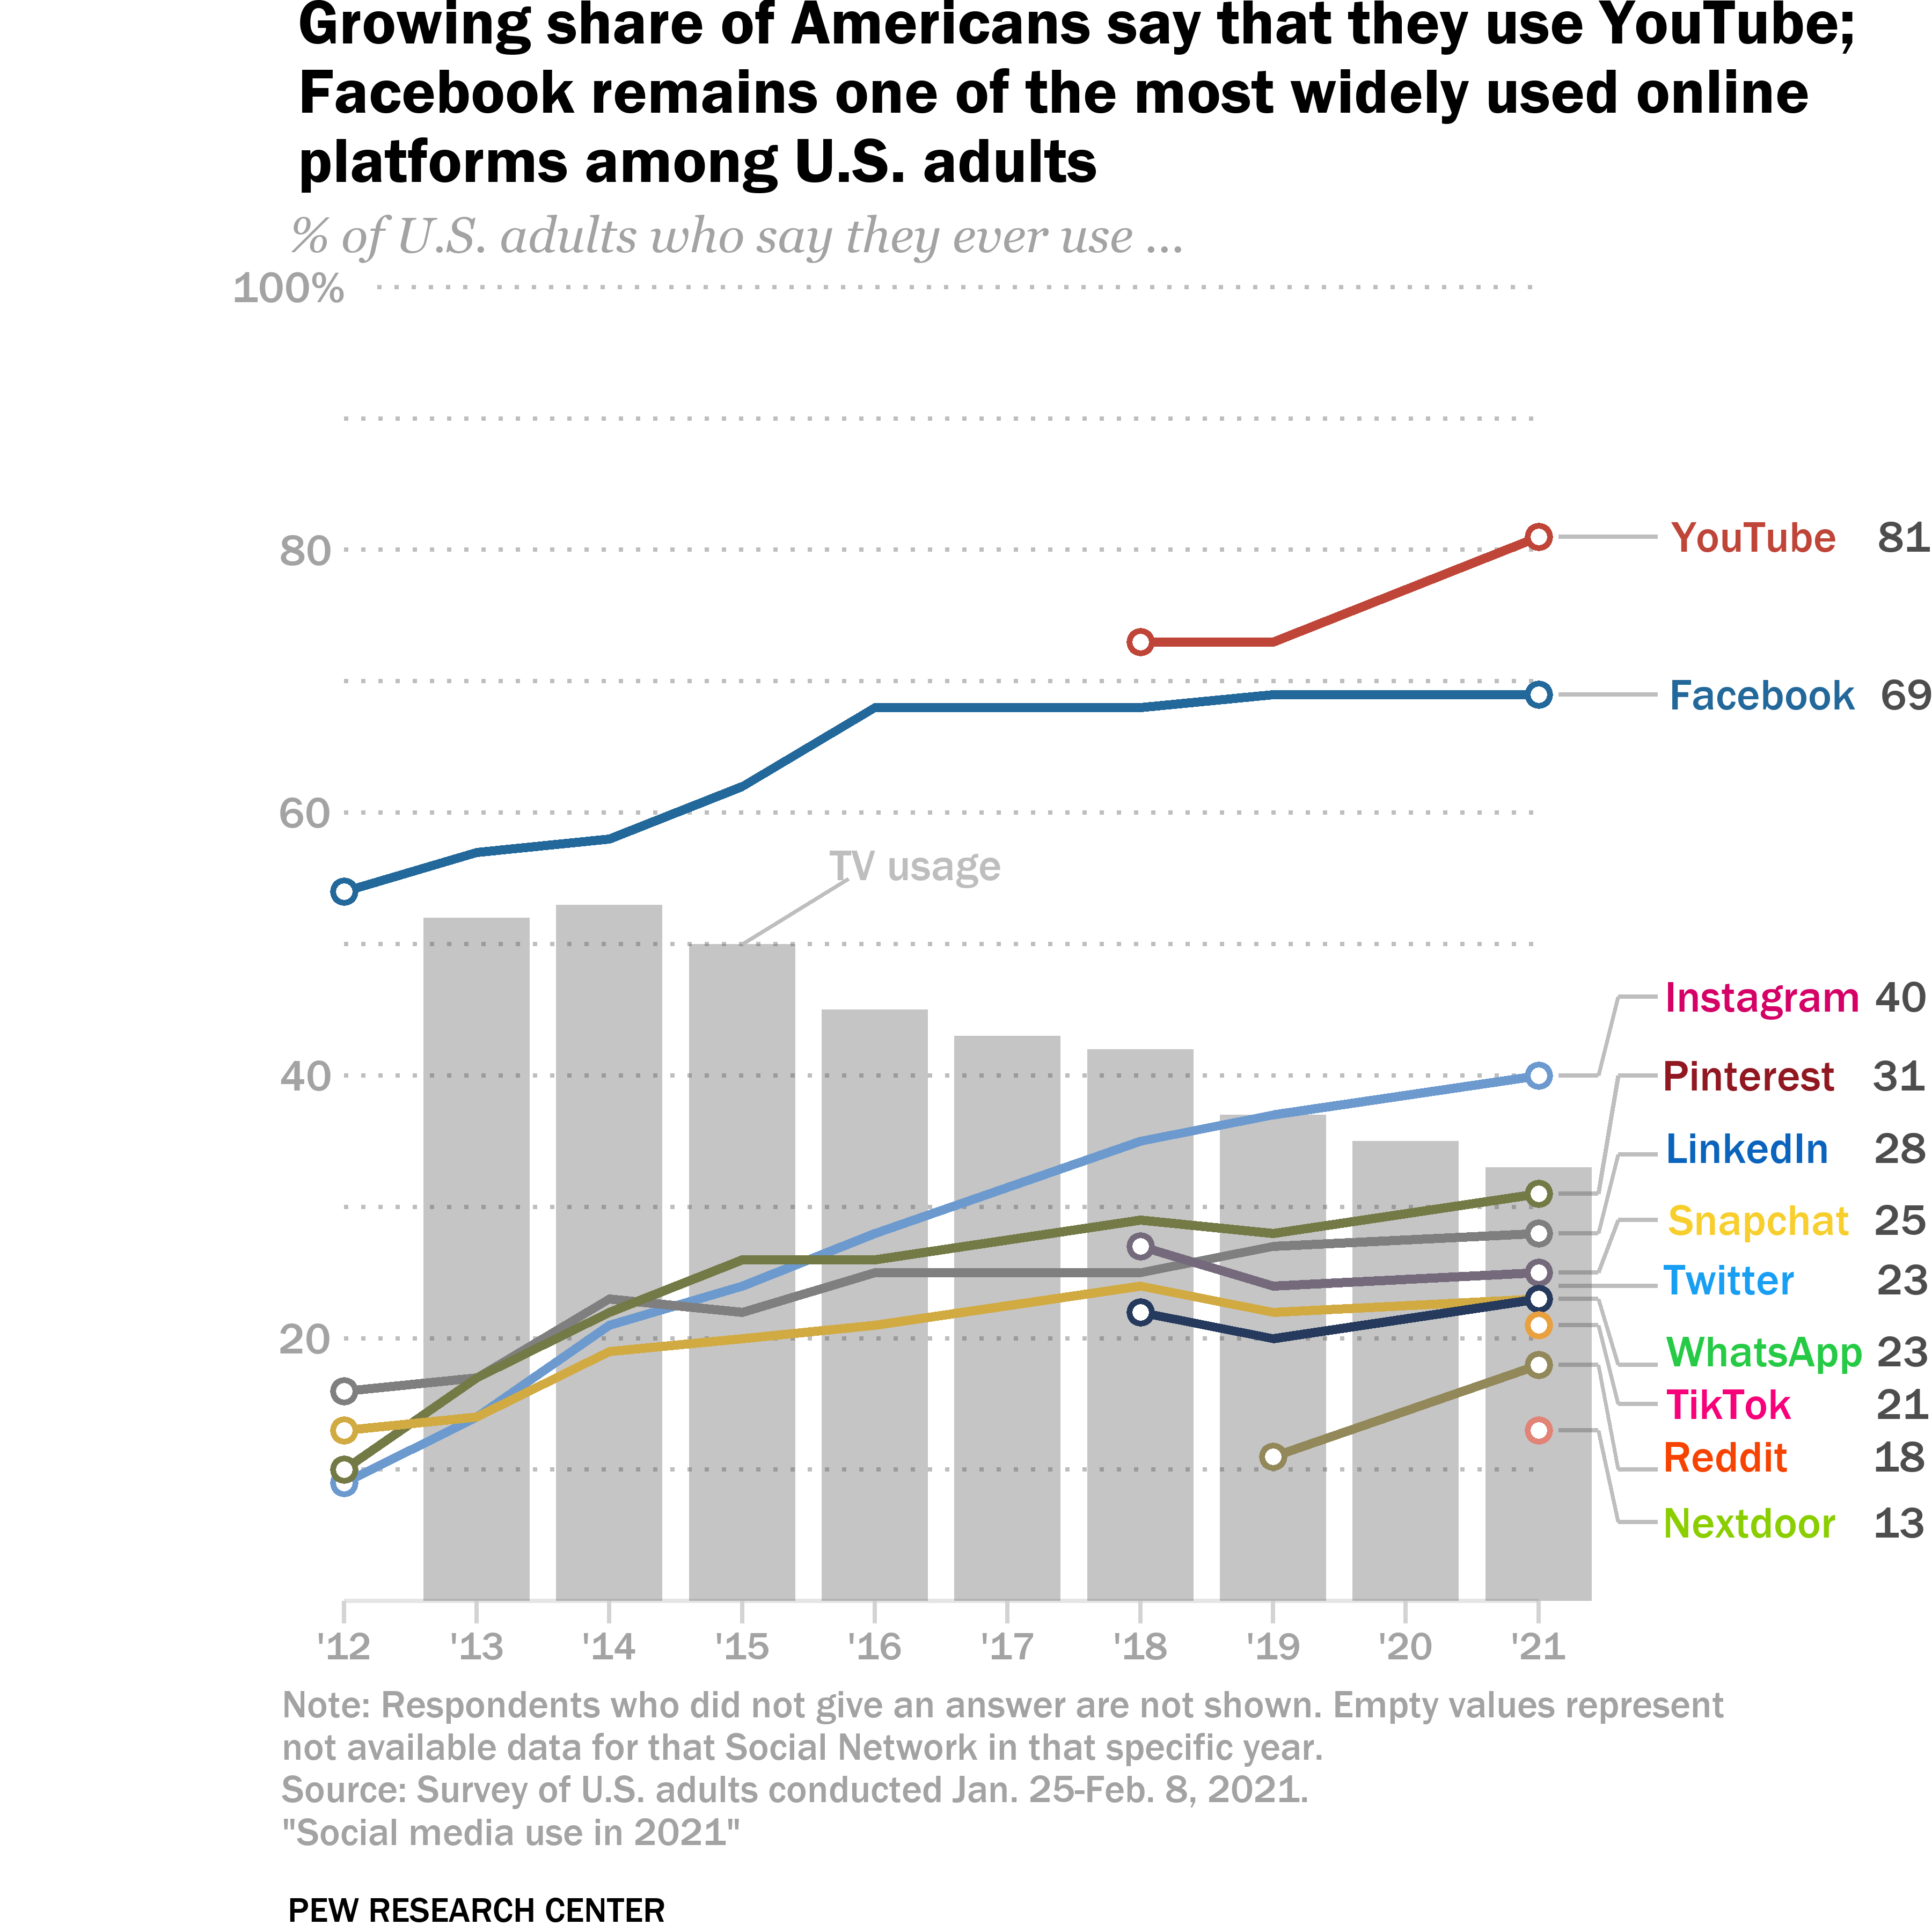 Growing share of Americans say that they use YouTube;
Facebook remains one of the most widely used online
platforms among U.S. adults
% of U.S. adults who say they ever use ...
100%
80
YouTube 81
Facebook 69
60
TV usage
Instagram 40
40
Pinterest 31
LinkedIn 28
Snapchat 25
Twitter 23
20
WhatsApp 23
TikTok 21
Reddit 18
Nextdoor 13
'12 '13 '14 '15 '16 '17 '18 '19 '20 '21
Note: Respondents who did not give an answer are not shown. Empty values represent
not available data for that Social Network in that specific year.
Source: Survey of U.S. adults conducted Jan. 25-Feb. 8, 2021.
"Social media use in 2021"
PEW RESEARCH CENTER